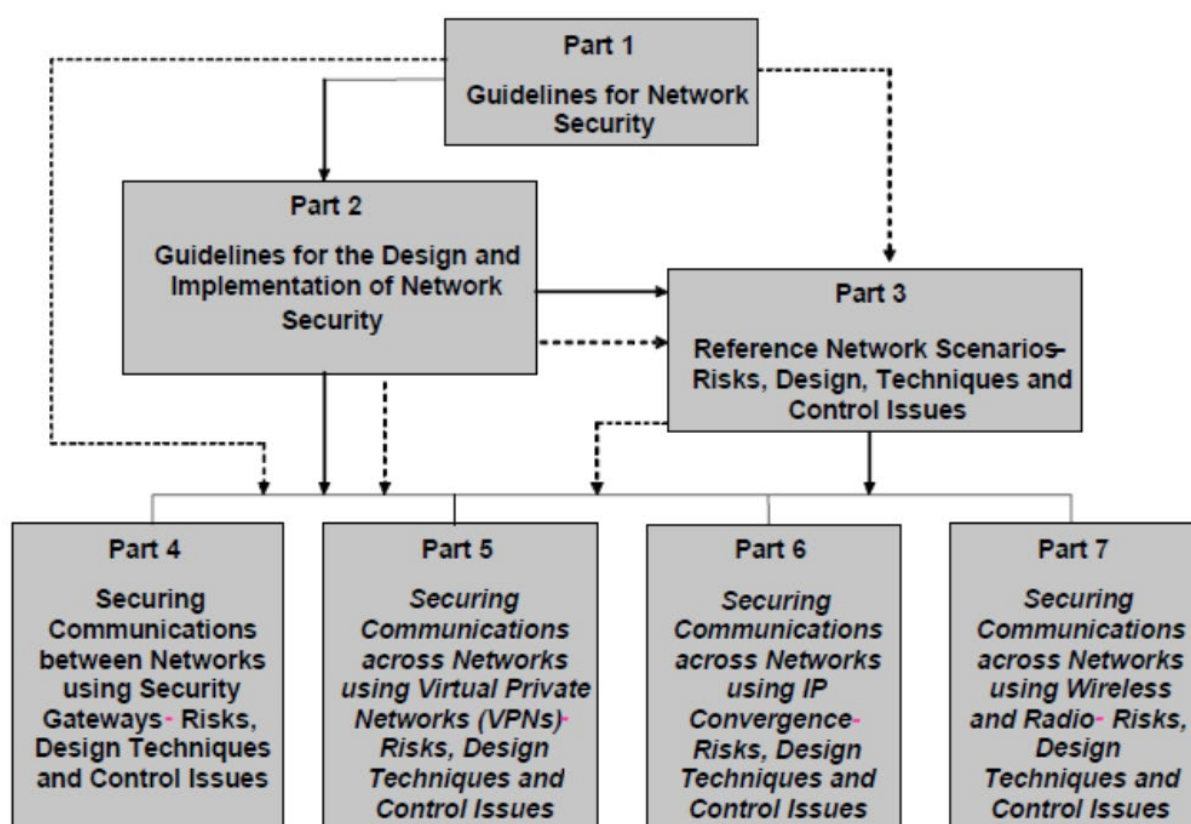 Part 1
Guidelines for Network
Security
Part 2
Guidelines for the Design and
Implementation of Network
Security
Part 3
Reference Network Scenarios-
Risks, Design, Techniques and
Control Issues
Part 4
Securing
Communications
between Networks
using Security
Gateways- Risks,
Design Techniques
and Control Issues
Part 5
Securing
Communications
across Networks
using Virtual Private
Networks (VPNs)-
Risks, Design
Techniques and
Control Issues
Part 6
Securing
Communications
across Networks
using IP
Convergence-
Risks, Design
Techniques and
Control Issues
Part 7
Securing
Communications
across Networks
using Wireless
and Radio- Risks,
Design
Techniques and
Control Issues